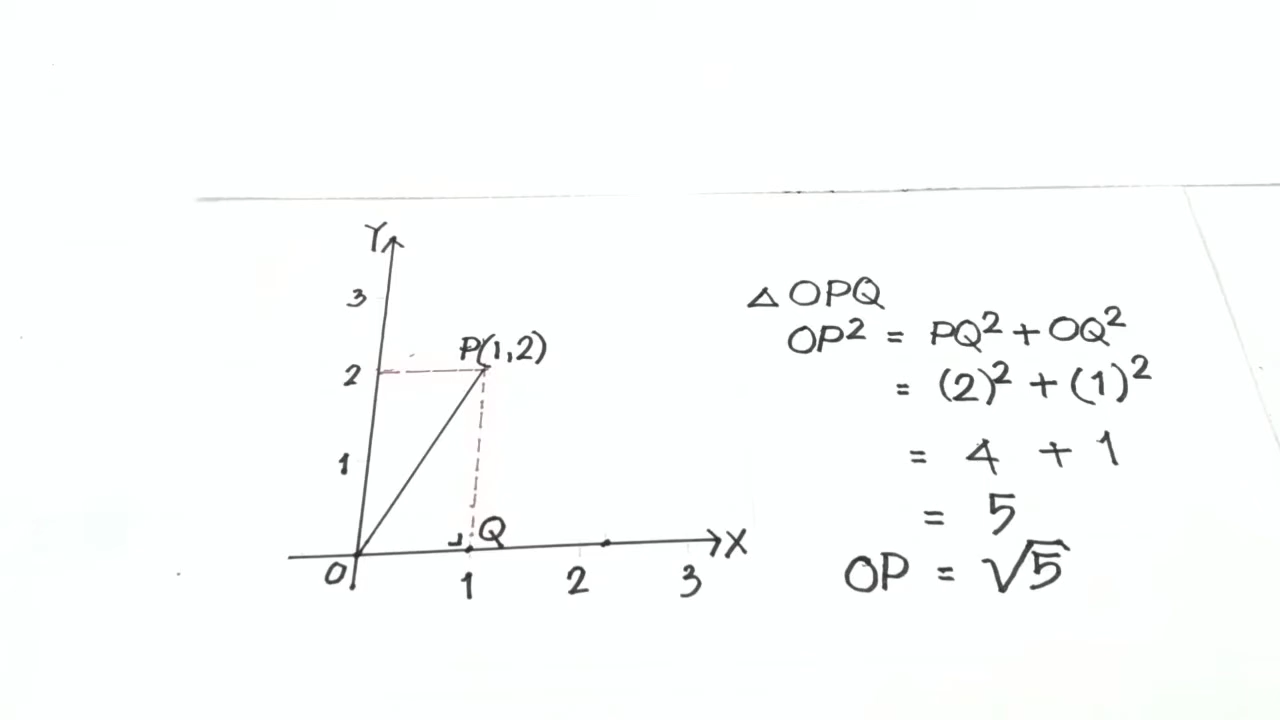 Y
3
P(1,2)
2
1
Q
X
O
1 2 3
△ OPQ
OP² = PQ² + OQ²
= (2)² + (1)²
= 4 + 1
= 5
OP = √5